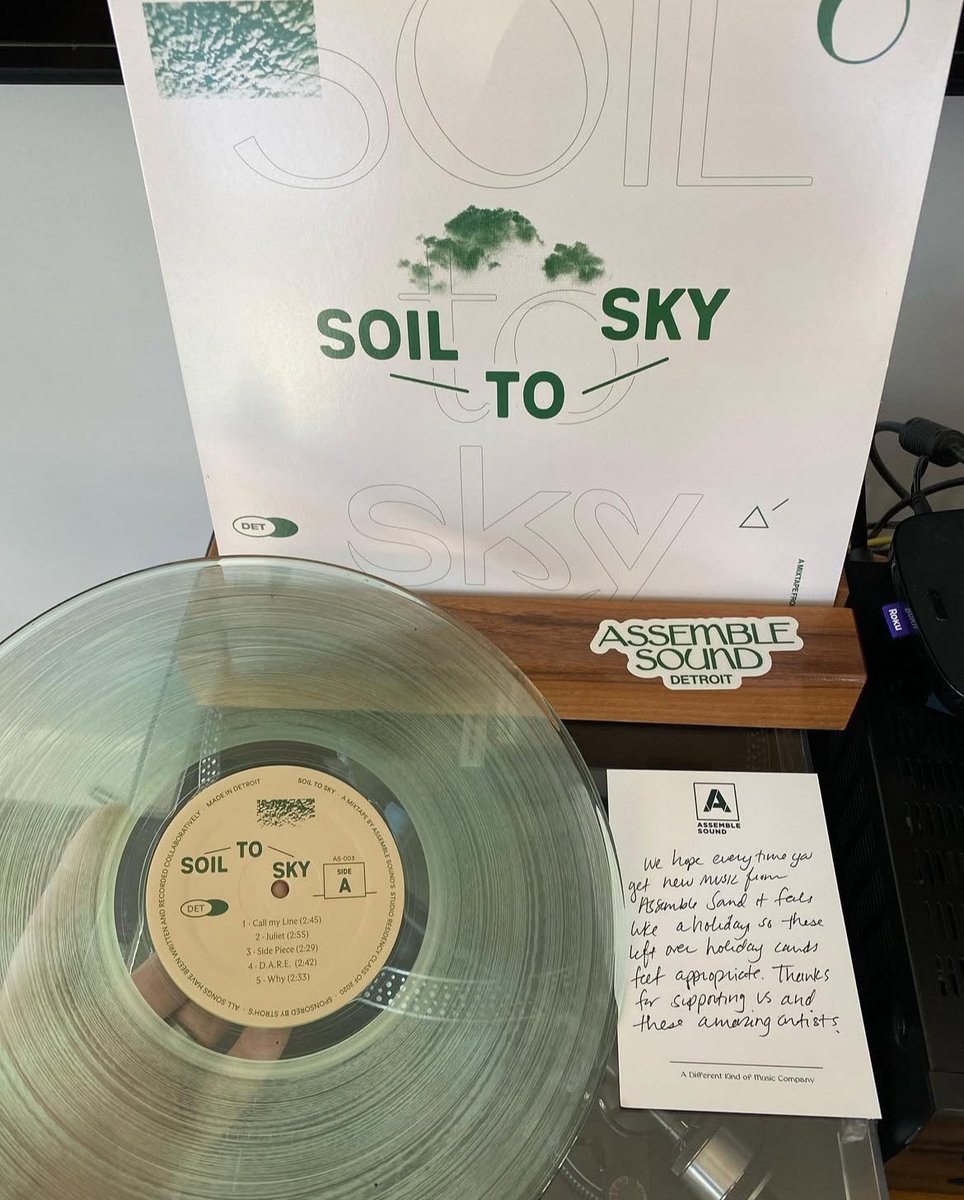 SOIL
to
sky
SOIL
TO
SKY
DET
A MIXTAPE
ASSEMBLE
SOUND
DETROIT
Roku
SOIL TO SKY · A MIXTAPE BY ASSEMBLE SOUND'S STUDIO RESIDENCY CLASS OF 2020
SPONSORED BY STROH'S · ALL SONGS HAVE BEEN WRITTEN AND RECORDED COLLABORATIVELY · MADE IN DETROIT
SOIL
TO
SKY
AS-003
SIDE
A
DET
1 - Call my Line (2:45)
2 - Juliet (2:55)
3 - Side Piece (2:29)
4 - D.A.R.E. (2:42)
5 - Why (2:33)
A
ASSEMBLE
SOUND
We hope every time you
get new music from
Assemble Sound it feels
like a holiday so these
left over holiday cards
felt appropriate. Thanks
for supporting us and
these amazing artists.
A Different Kind of Music Company